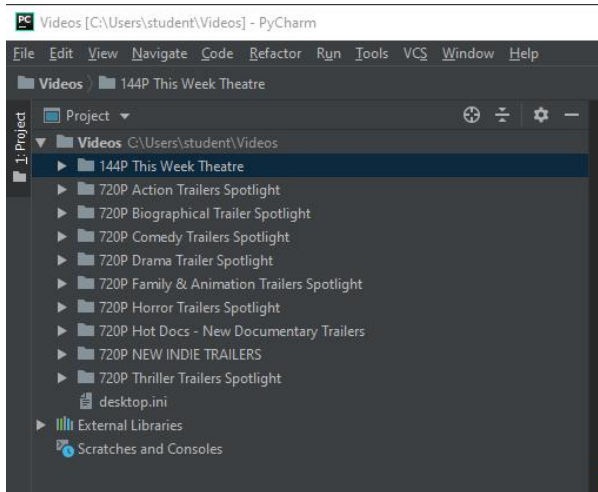 PC Videos [C:\Users\student\Videos] - PyCharm
File Edit View Navigate Code Refactor Run Tools VCS Window Help
Videos 144P This Week Theatre
1: Project
Project
Videos C:\Users\student\Videos
144P This Week Theatre
720P Action Trailers Spotlight
720P Biographical Trailer Spotlight
720P Comedy Trailers Spotlight
720P Drama Trailer Spotlight
720P Family & Animation Trailers Spotlight
720P Horror Trailers Spotlight
720P Hot Docs - New Documentary Trailers
720P NEW INDIE TRAILERS
720P Thriller Trailers Spotlight
desktop.ini
External Libraries
Scratches and Consoles